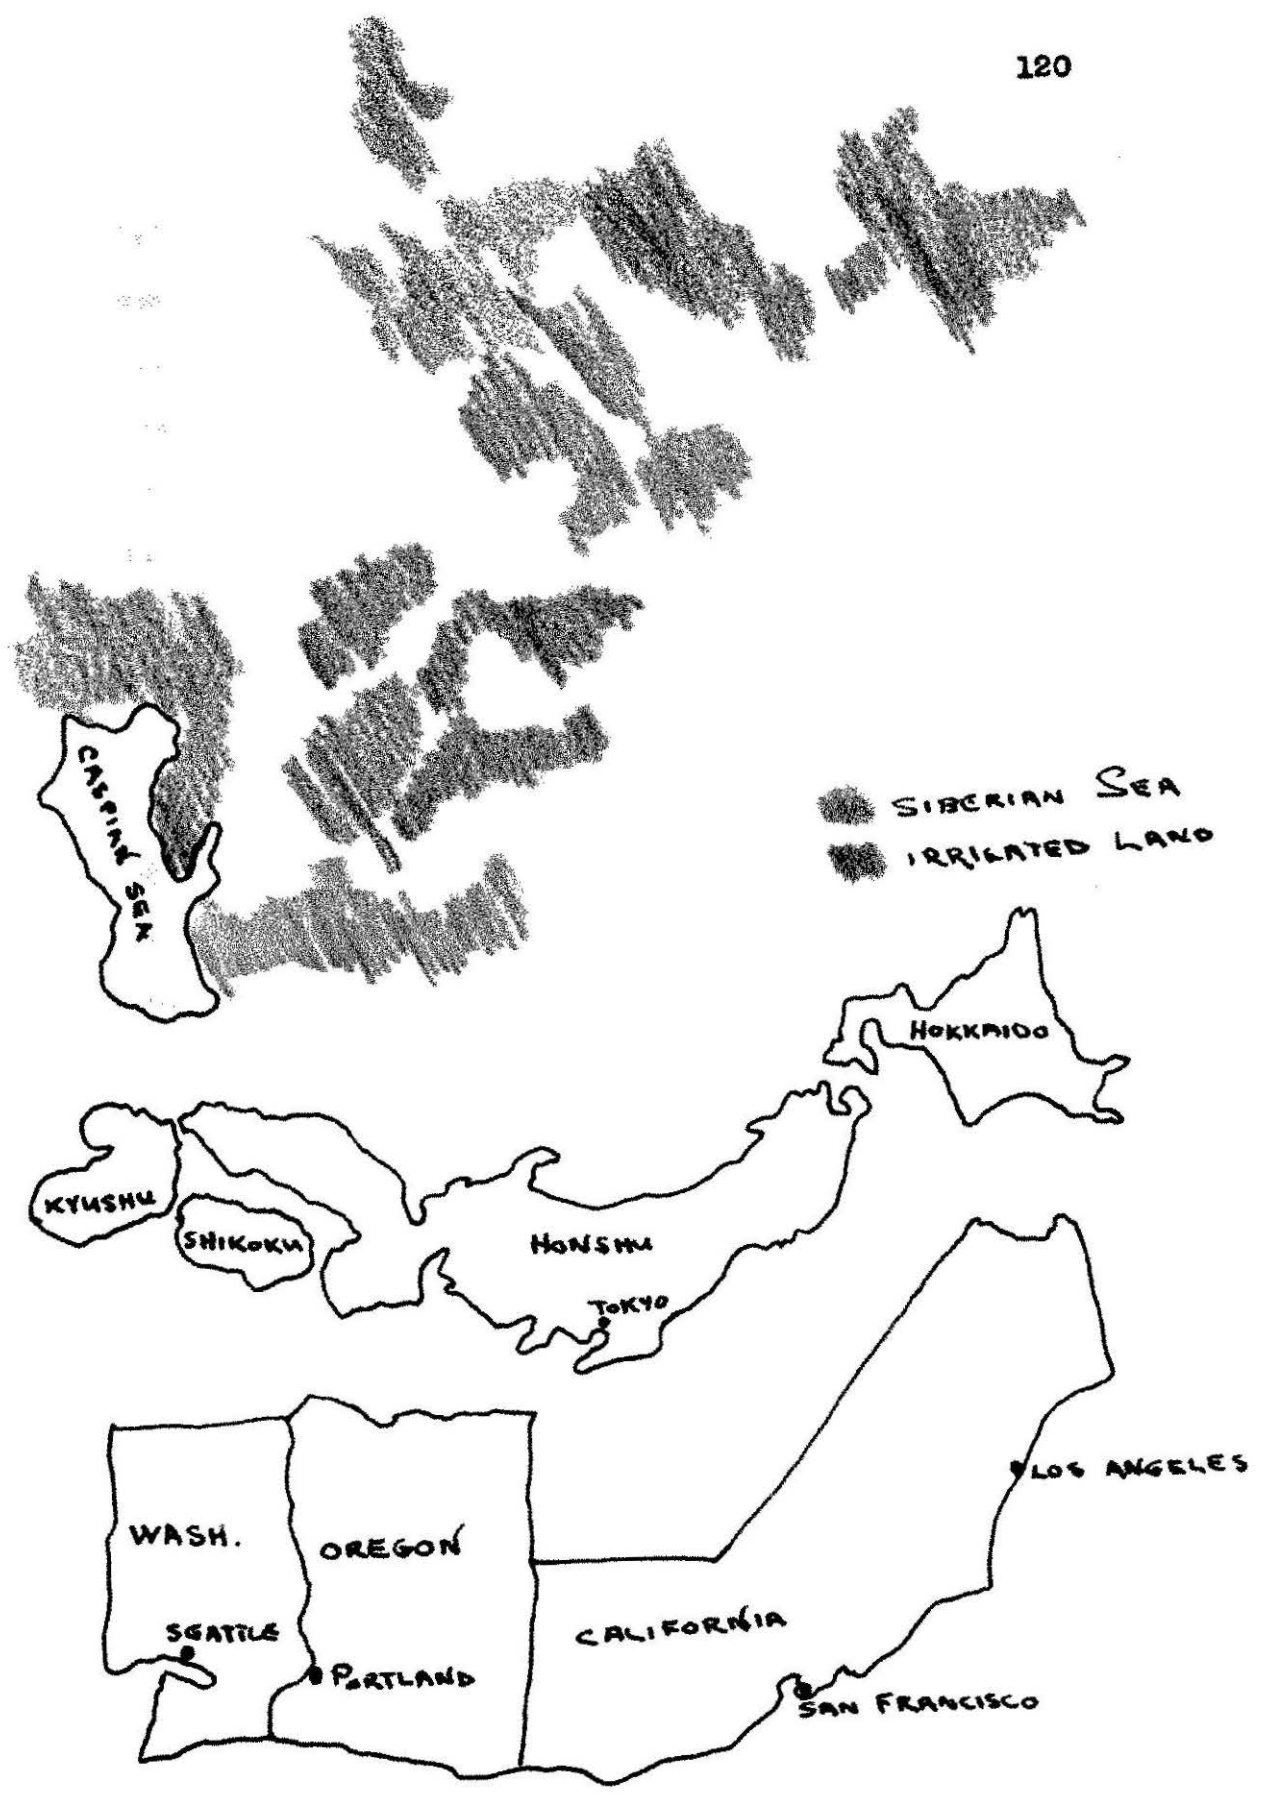 120
CASPIAN SEA
SIBERIAN SEA
IRRIGATED LAND
HOKKAIDO
KYUSHU
SHIKOKU
HONSHU
TOKYO
LOS ANGELES
WASH.
OREGON
SEATTLE
PORTLAND
CALIFORNIA
SAN FRANCISCO